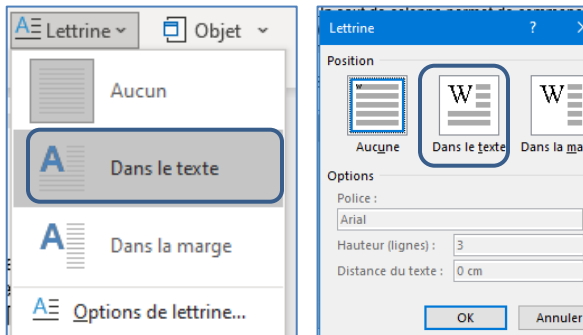 Lettrine
Objet
Aucun
Dans le texte
Dans la marge
Options de lettrine...
Lettrine
?
Position
Aucune
Dans le texte
Dans la ma
Options
Police :
Arial
Hauteur (lignes) :
3
Distance du texte :
0 cm
OK
Annuler